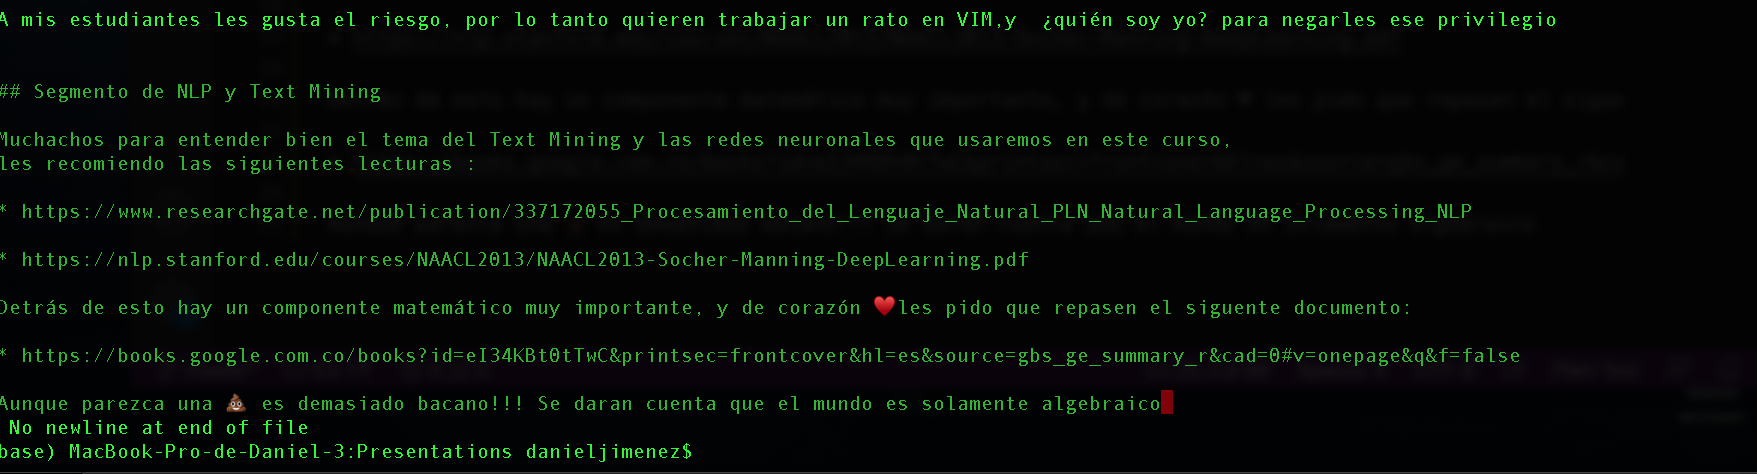 A mis estudiantes les gusta el riesgo, por lo tanto quieren trabajar un rato en VIM,y  ¿quién soy yo? para negarles ese privilegio
## Segmento de NLP y Text Mining
Muchachos para entender bien el tema del Text Mining y las redes neuronales que usaremos en este curso,
les recomiendo las siguientes lecturas :
* https://www.researchgate.net/publication/337172055_Procesamiento_del_Lenguaje_Natural_PLN_Natural_Language_Processing_NLP
* https://nlp.stanford.edu/courses/NAACL2013/NAACL2013-Socher-Manning-DeepLearning.pdf
Detrás de esto hay un componente matemático muy importante, y de corazón ♥️les pido que repasen el siguente documento:
* https://books.google.com.co/books?id=eI34KBt0tTwC&printsec=frontcover&hl=es&source=gbs_ge_summary_r&cad=0#v=onepage&q&f=false
Aunque parezca una 💩 es demasiado bacano!!! Se daran cuenta que el mundo es solamente algebraico
No newline at end of file
base) MacBook-Pro-de-Daniel-3:Presentations danieljimenez$